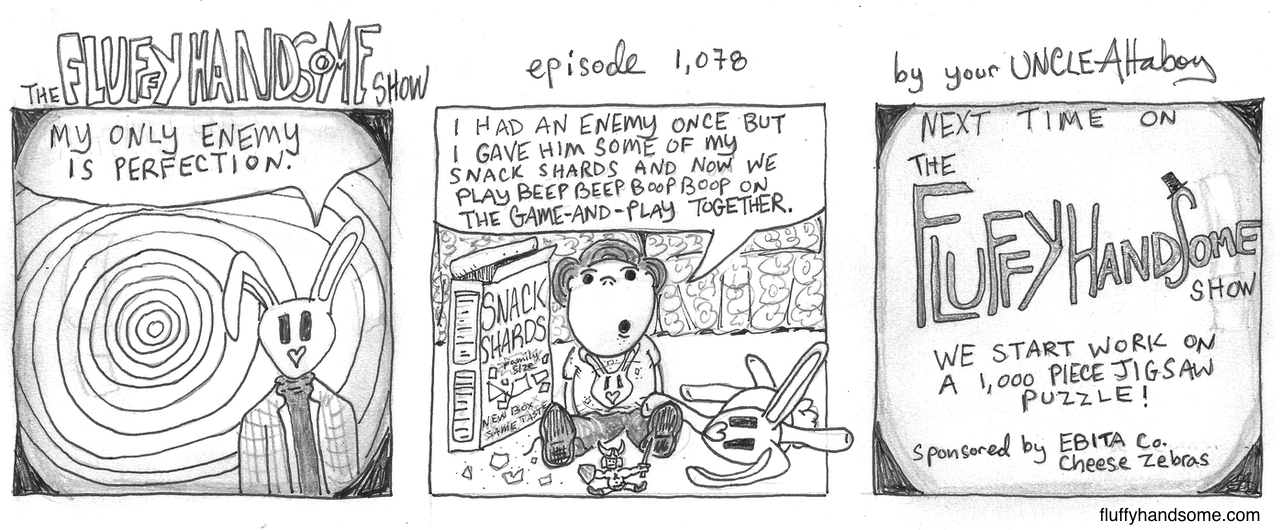 THE FLUFFY HANDSOME SHOW
episode 1,078
by your UNCLE AHaboy
MY ONLY ENEMY
IS PERFECTION.
I HAD AN ENEMY ONCE BUT
I GAVE HIM SOME OF MY
SNACK SHARDS AND NOW WE
PLAY BEEP BEEP BOOP BOOP ON
THE GAME-AND-PLAY TOGETHER.
SNACK
SHARDS
Family
Size
NEW BOX
SAME TASTE
NEXT TIME ON
THE
FLUFFY HANDSOME
SHOW
WE START WORK ON
A 1,000 PIECE JIGSAW
PUZZLE!
sponsored by EBITA Co.
Cheese Zebras
fluffyhandsome.com